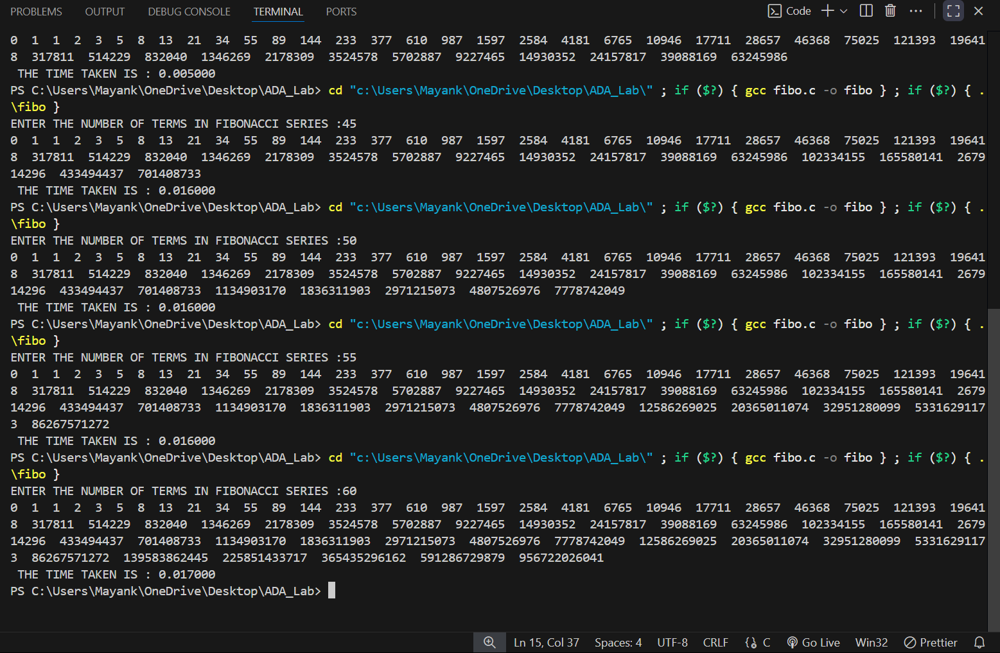 PROBLEMS OUTPUT DEBUG CONSOLE TERMINAL PORTS Code
0  1  1  2  3  5  8  13  21  34  55  89  144  233  377  610  987  1597  2584  4181  6765  10946  17711  28657  46368  75025  121393  19641
8  317811  514229  832040  1346269  2178309  3524578  5702887  9227465  14930352  24157817  39088169  63245986
THE TIME TAKEN IS : 0.005000
PS C:\Users\Mayank\OneDrive\Desktop\ADA_Lab> cd "c:\Users\Mayank\OneDrive\Desktop\ADA_Lab\" ; if ($?) { gcc fibo.c -o fibo } ; if ($?) { .
\fibo }
ENTER THE NUMBER OF TERMS IN FIBONACCI SERIES :45
0  1  1  2  3  5  8  13  21  34  55  89  144  233  377  610  987  1597  2584  4181  6765  10946  17711  28657  46368  75025  121393  19641
8  317811  514229  832040  1346269  2178309  3524578  5702887  9227465  14930352  24157817  39088169  63245986  102334155  165580141  2679
14296  433494437  701408733
THE TIME TAKEN IS : 0.016000
PS C:\Users\Mayank\OneDrive\Desktop\ADA_Lab> cd "c:\Users\Mayank\OneDrive\Desktop\ADA_Lab\" ; if ($?) { gcc fibo.c -o fibo } ; if ($?) { .
\fibo }
ENTER THE NUMBER OF TERMS IN FIBONACCI SERIES :50
0  1  1  2  3  5  8  13  21  34  55  89  144  233  377  610  987  1597  2584  4181  6765  10946  17711  28657  46368  75025  121393  19641
8  317811  514229  832040  1346269  2178309  3524578  5702887  9227465  14930352  24157817  39088169  63245986  102334155  165580141  2679
14296  433494437  701408733  1134903170  1836311903  2971215073  4807526976  7778742049
THE TIME TAKEN IS : 0.016000
PS C:\Users\Mayank\OneDrive\Desktop\ADA_Lab> cd "c:\Users\Mayank\OneDrive\Desktop\ADA_Lab\" ; if ($?) { gcc fibo.c -o fibo } ; if ($?) { .
\fibo }
ENTER THE NUMBER OF TERMS IN FIBONACCI SERIES :55
0  1  1  2  3  5  8  13  21  34  55  89  144  233  377  610  987  1597  2584  4181  6765  10946  17711  28657  46368  75025  121393  19641
8  317811  514229  832040  1346269  2178309  3524578  5702887  9227465  14930352  24157817  39088169  63245986  102334155  165580141  2679
14296  433494437  701408733  1134903170  1836311903  2971215073  4807526976  7778742049  12586269025  20365011074  32951280099  5331629117
3  86267571272
THE TIME TAKEN IS : 0.016000
PS C:\Users\Mayank\OneDrive\Desktop\ADA_Lab> cd "c:\Users\Mayank\OneDrive\Desktop\ADA_Lab\" ; if ($?) { gcc fibo.c -o fibo } ; if ($?) { .
\fibo }
ENTER THE NUMBER OF TERMS IN FIBONACCI SERIES :60
0  1  1  2  3  5  8  13  21  34  55  89  144  233  377  610  987  1597  2584  4181  6765  10946  17711  28657  46368  75025  121393  19641
8  317811  514229  832040  1346269  2178309  3524578  5702887  9227465  14930352  24157817  39088169  63245986  102334155  165580141  2679
14296  433494437  701408733  1134903170  1836311903  2971215073  4807526976  7778742049  12586269025  20365011074  32951280099  5331629117
3  86267571272  139583862445  225851433717  365435296162  591286729879  956722026041
THE TIME TAKEN IS : 0.017000
PS C:\Users\Mayank\OneDrive\Desktop\ADA_Lab>
Ln 15, Col 37 Spaces: 4 UTF-8 CRLF C Go Live Win32 Prettier